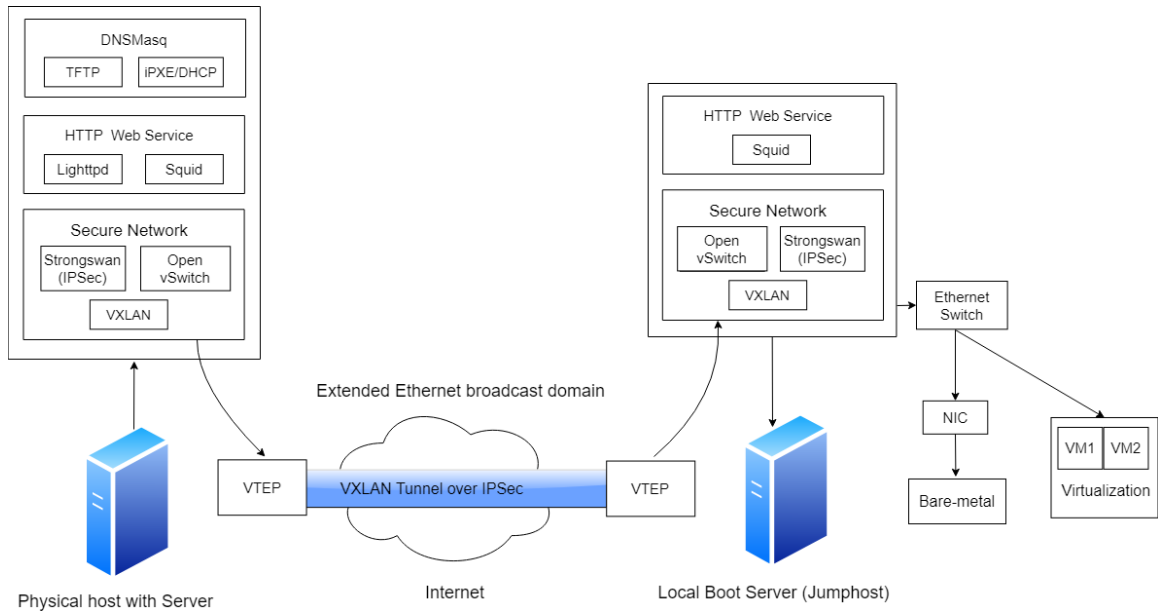 DNSMasq
TFTP
iPXE/DHCP
HTTP Web Service
Lighttpd
Squid
Secure Network
Strongswan
(IPSec)
Open
vSwitch
VXLAN
HTTP Web Service
Squid
Secure Network
Open
vSwitch
Strongswan
(IPSec)
VXLAN
Ethernet
Switch
NIC
Bare-metal
VM1
VM2
Virtualization
Extended Ethernet broadcast domain
VTEP
VXLAN Tunnel over IPSec
VTEP
Internet
Physical host with Server
Local Boot Server (Jumphost)